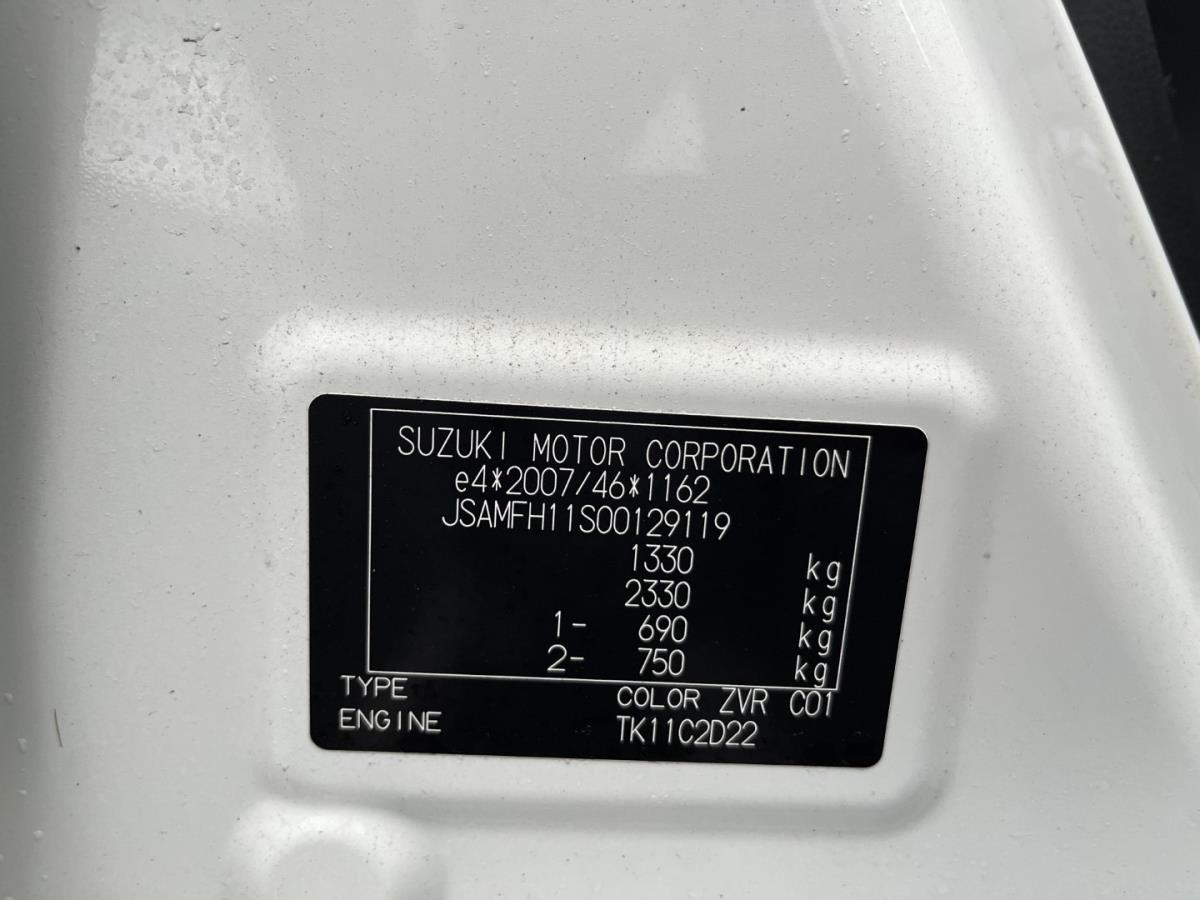 SUZUKI MOTOR CORPORATION
e4*2007/46*1162
JSAMFH11S00129119
1330 kg
2330 kg
1- 690 kg
2- 750 kg
TYPE COLOR ZVR C01
ENGINE TK11C2D22